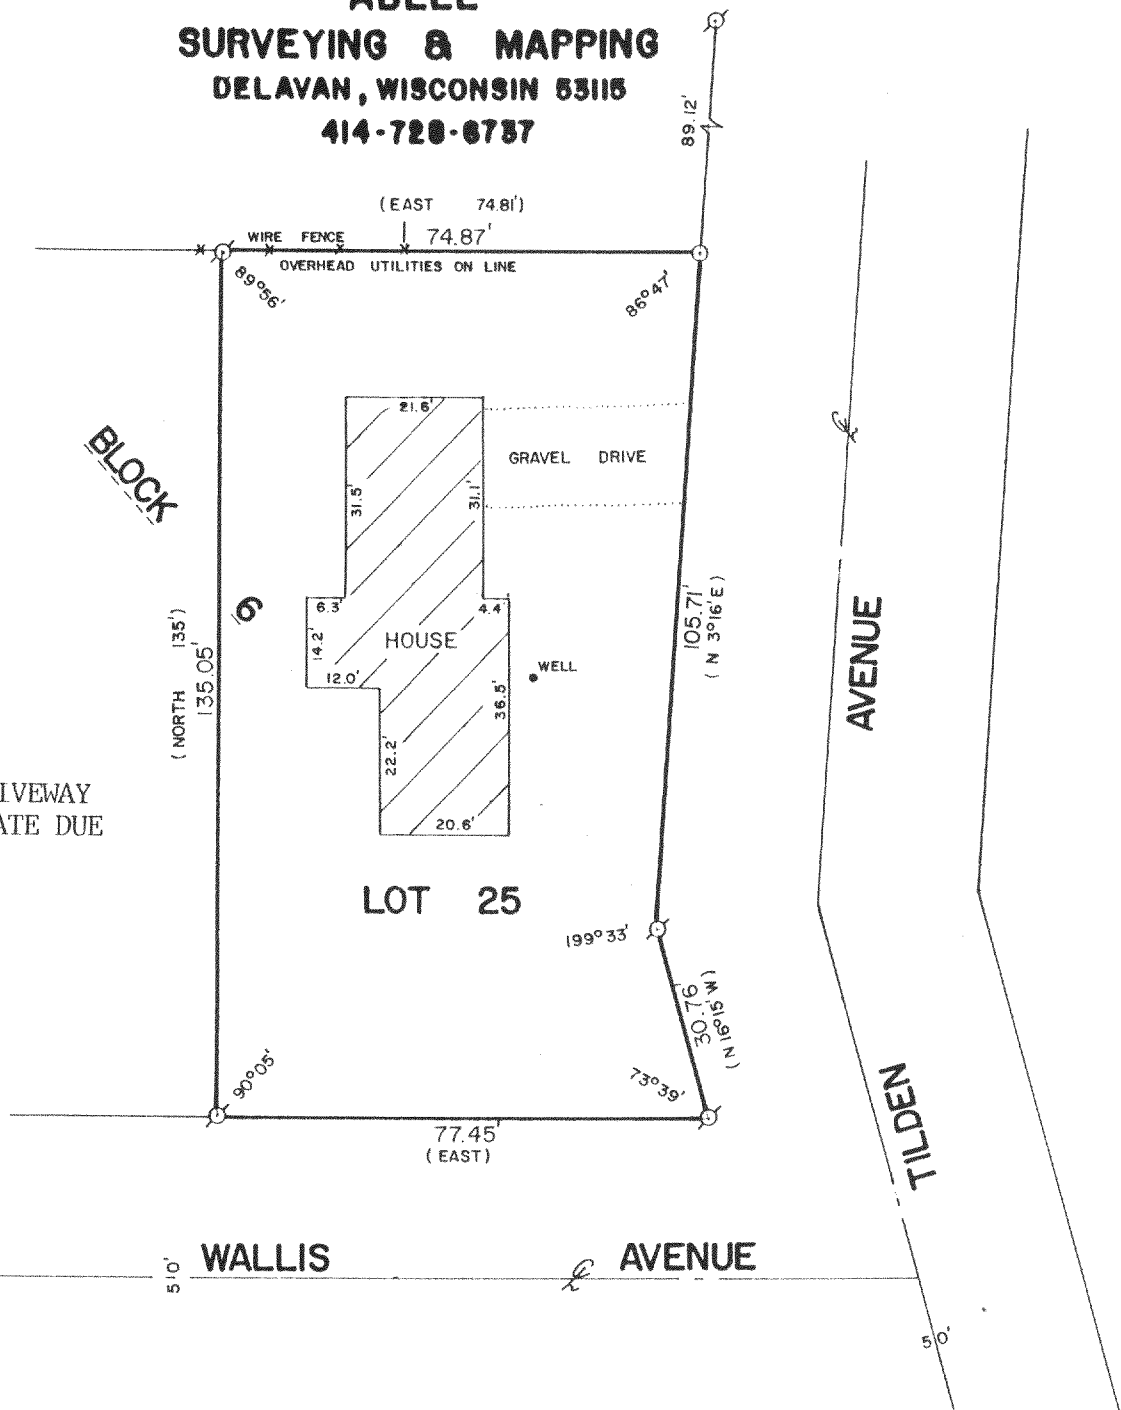 SURVEYING & MAPPING
DELAVAN, WISCONSIN 53115
414-728-6737
89.12'
(EAST 74.81')
WIRE FENCE
74.87'
OVERHEAD UTILITIES ON LINE
89°56'
86°47'
21.6'
BLOCK
6
GRAVEL DRIVE
31.5'
31.1'
6.3'
4.4'
14.2'
HOUSE
12.0'
WELL
36.5'
22.2'
20.6'
(NORTH 135')
135.05'
105.71'
(N 3°16'E)
AVENUE
IVEWAY
ATE DUE
LOT 25
199°33'
30.76'
(N 16°15'W)
90°05'
73°39'
TILDEN
77.45'
(EAST)
WALLIS AVENUE
50'
50'